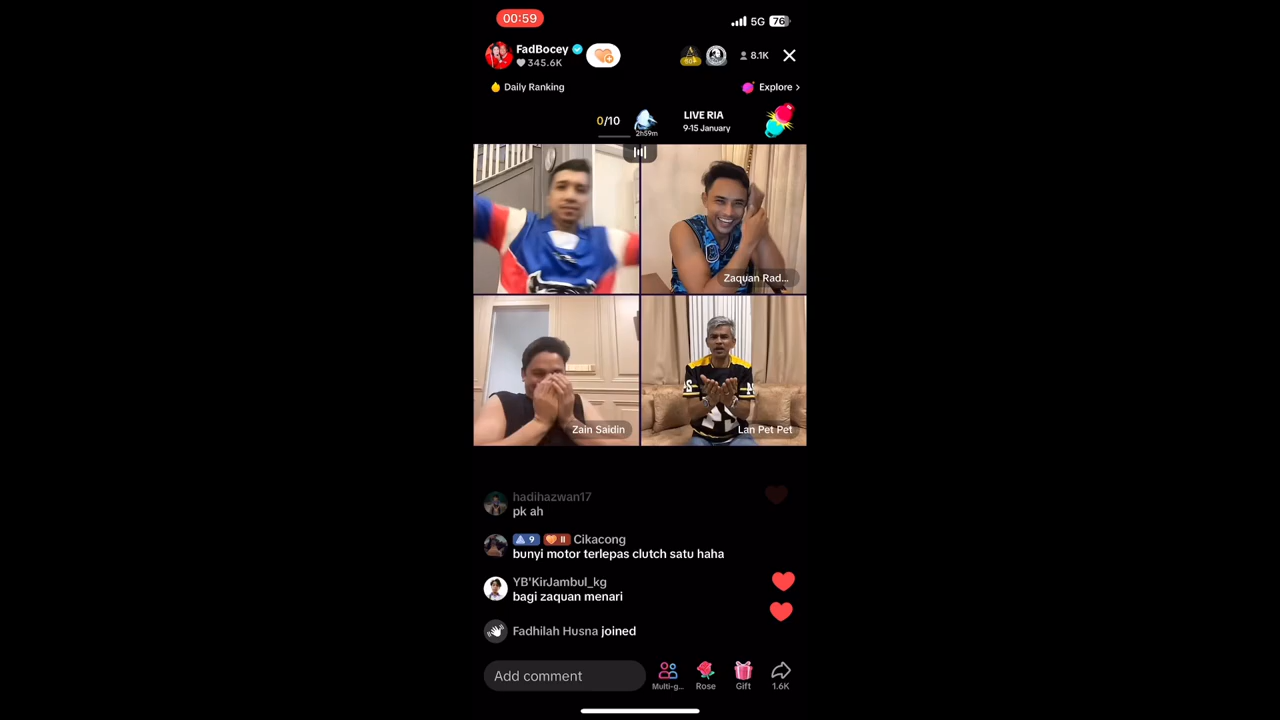 00:59
5G 76
FadBocey
345.6K
8.1K
Daily Ranking
Explore >
0/10
2h59m
LIVE RIA
9-15 January
Zaquan Rad...
Zain Saidin
Lan Pet Pet
hadihazwan17
pk ah
9 II Cikacong
bunyi motor terlepas clutch satu haha
YB'KirJambul_kg
bagi zaquan menari
Fadhilah Husna joined
Add comment
Multi-g...
Rose
Gift
1.6K